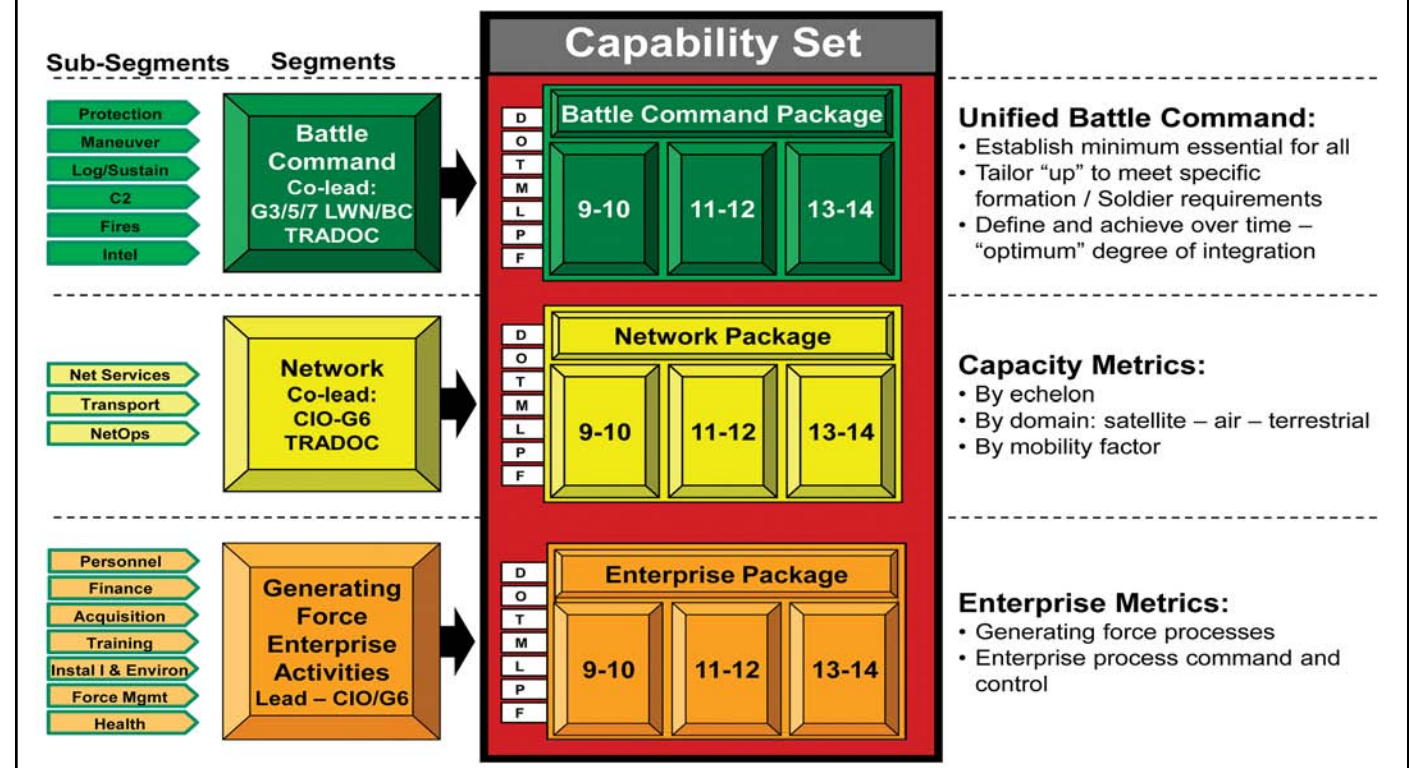 Sub-Segments
Segments
Capability Set
Protection
Maneuver
Log/Sustain
C2
Fires
Intel
Battle
Command
Co-lead:
G3/5/7 LWN/BC
TRADOC
D
O
T
M
L
P
F
Battle Command Package
9-10
11-12
13-14
Unified Battle Command:
• Establish minimum essential for all
• Tailor “up” to meet specific
formation / Soldier requirements
• Define and achieve over time –
“optimum” degree of integration
Net Services
Transport
NetOps
Network
Co-lead:
CIO-G6
TRADOC
D
O
T
M
L
P
F
Network Package
9-10
11-12
13-14
Capacity Metrics:
• By echelon
• By domain: satellite – air – terrestrial
• By mobility factor
Personnel
Finance
Acquisition
Training
Instal l & Environ
Force Mgmt
Health
Generating
Force
Enterprise
Activities
Lead – CIO/G6
D
O
T
M
L
P
F
Enterprise Package
9-10
11-12
13-14
Enterprise Metrics:
• Generating force processes
• Enterprise process command and
control